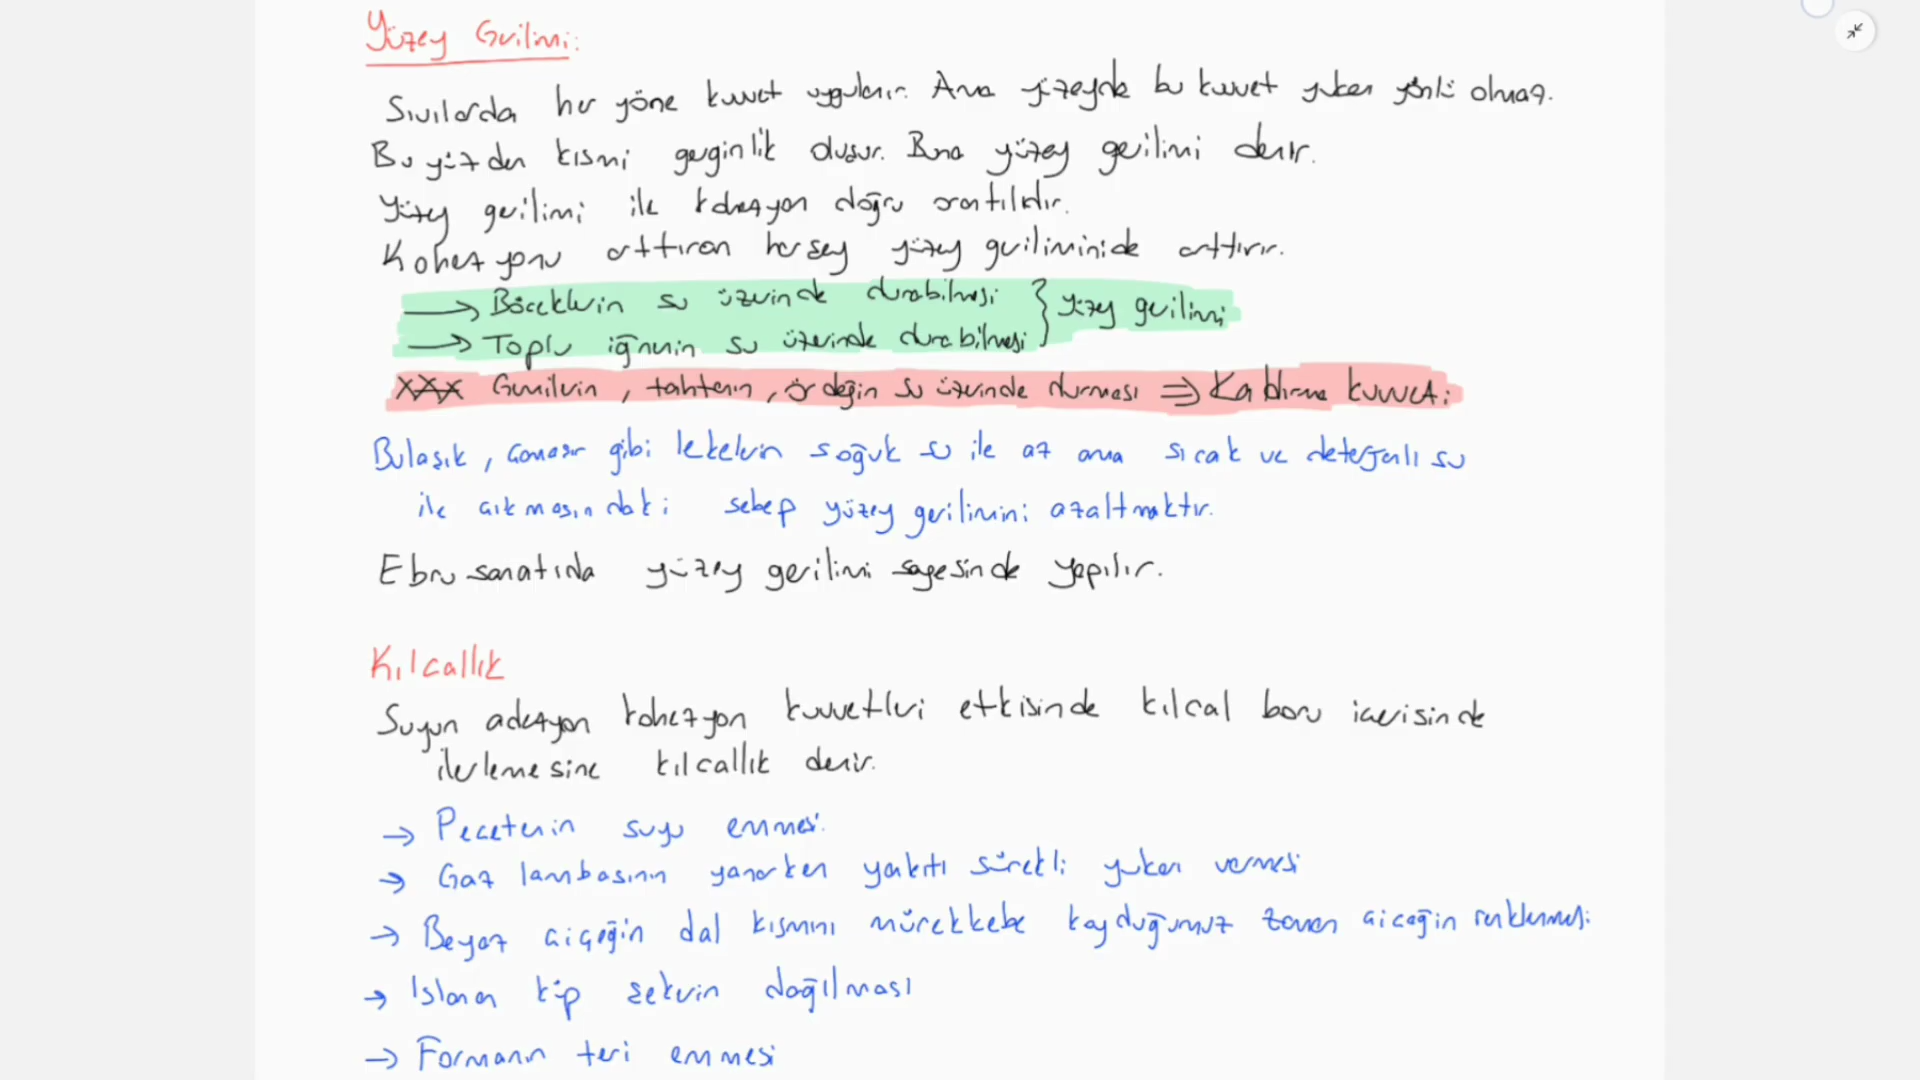 Yüzey Gerilimi:
Sıvılarda her yöne kuvvet uygulanır. Ama yüzeyde bu kuvvet yukarı yönlü olmaz.
Bu yüzden kısmi gerginlik oluşur. Buna yüzey gerilimi denir.
Yüzey gerilimi ile kohezyon doğru orantılıdır.
Kohezyonu arttıran herşey yüzey geriliminide arttırır.
→ Böceklerin su üzerinde durabilmesi } Yüzey gerilimi
→ Toplu iğnenin su üzerinde durabilmesi
XXX Gemilerin, tahtanın, ördeğin su üzerinde durması ⇒ Kaldırma kuvveti
Bulaşık, çamaşır gibi lekelerin soğuk su ile az ama sıcak ve deterjanlı su
ile çıkmasındaki sebep yüzey gerilimini azaltmaktır.
Ebru sanatıda yüzey gerilimi sayesinde yapılır.
Kılcallık
Suyun adezyon kohezyon kuvvetleri etkisinde kılcal boru içerisinde
ilerlemesine kılcallık denir.
→ Peçetenin suyu emmesi
→ Gaz lambasının yanarken yakıtı sürekli yukarı vermesi
→ Beyaz çiçeğin dal kısmını mürekkebe koyduğumuz zaman çiçeğin renklenmesi
→ Islanan küp şekerin dağılması
→ Formanın teri emmesi